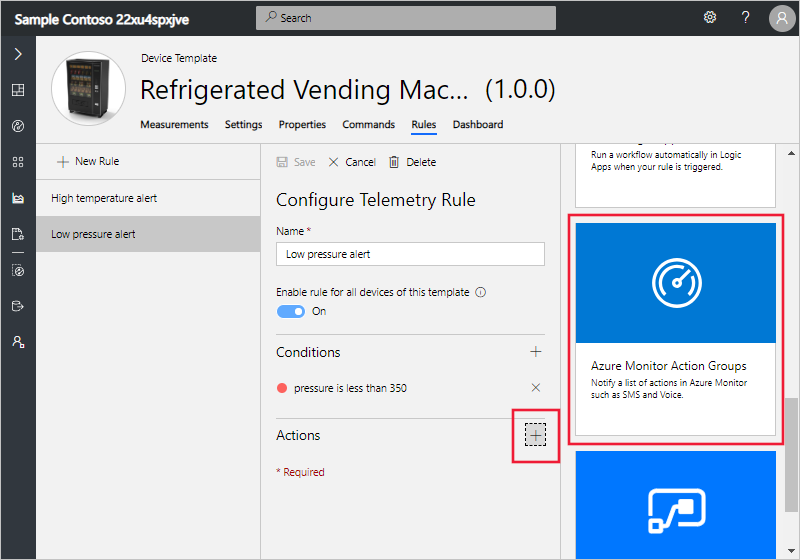 Sample Contoso 22xu4spxjve
Search
?
Device Template
Refrigerated Vending Mac... (1.0.0)
Measurements Settings Properties Commands Rules Dashboard
New Rule
High temperature alert
Low pressure alert
Save Cancel Delete
Configure Telemetry Rule
Name *
Low pressure alert
Enable rule for all devices of this template
On
Conditions
pressure is less than 350
Actions
* Required
Run a workflow automatically in Logic
Apps when your rule is triggered.
Azure Monitor Action Groups
Notify a list of actions in Azure Monitor
such as SMS and Voice.